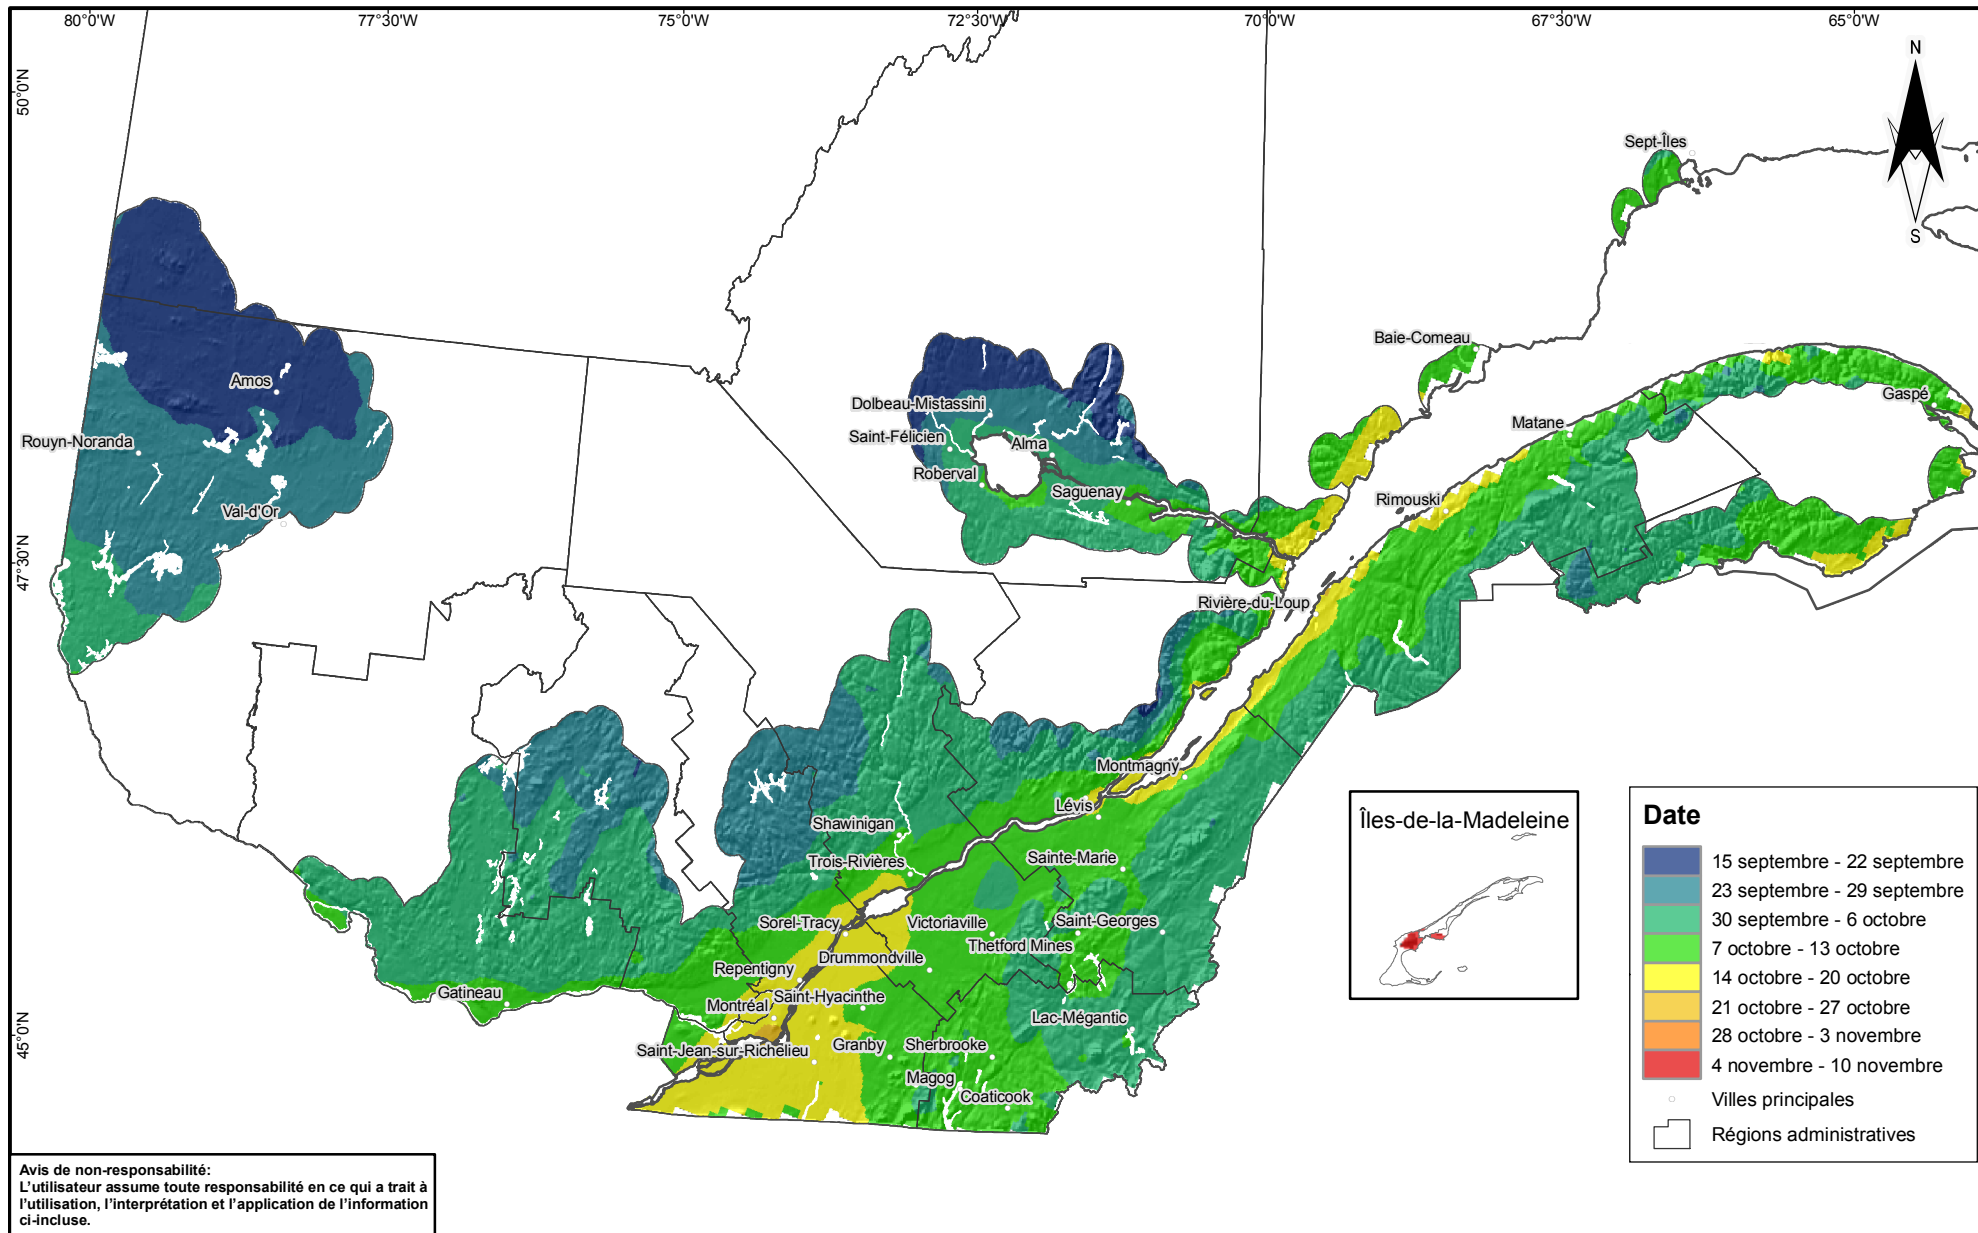 80°0'W
77°30'W
75°0'W
72°30'W
70°0'W
67°30'W
65°0'W
50°0'N
47°30'N
45°0'N
N
S
Sept-Îles
Baie-Comeau
Gaspé
Matane
Rimouski
Amos
Rouyn-Noranda
Val-d'Or
Dolbeau-Mistassini
Saint-Félicien
Alma
Roberval
Saguenay
Rivière-du-Loup
Montmagny
Lévis
Shawinigan
Trois-Rivières
Sainte-Marie
Sorel-Tracy
Victoriaville
Saint-Georges
Thetford Mines
Drummondville
Repentigny
Gatineau
Montréal
Saint-Hyacinthe
Lac-Mégantic
Saint-Jean-sur-Richelieu
Granby
Sherbrooke
Magog
Coaticook
Îles-de-la-Madeleine
Date
15 septembre - 22 septembre
23 septembre - 29 septembre
30 septembre - 6 octobre
7 octobre - 13 octobre
14 octobre - 20 octobre
21 octobre - 27 octobre
28 octobre - 3 novembre
4 novembre - 10 novembre
Villes principales
Régions administratives
Avis de non-responsabilité:
L'utilisateur assume toute responsabilité en ce qui a trait à
l'utilisation, l'interprétation et l'application de l'information
ci-incluse.